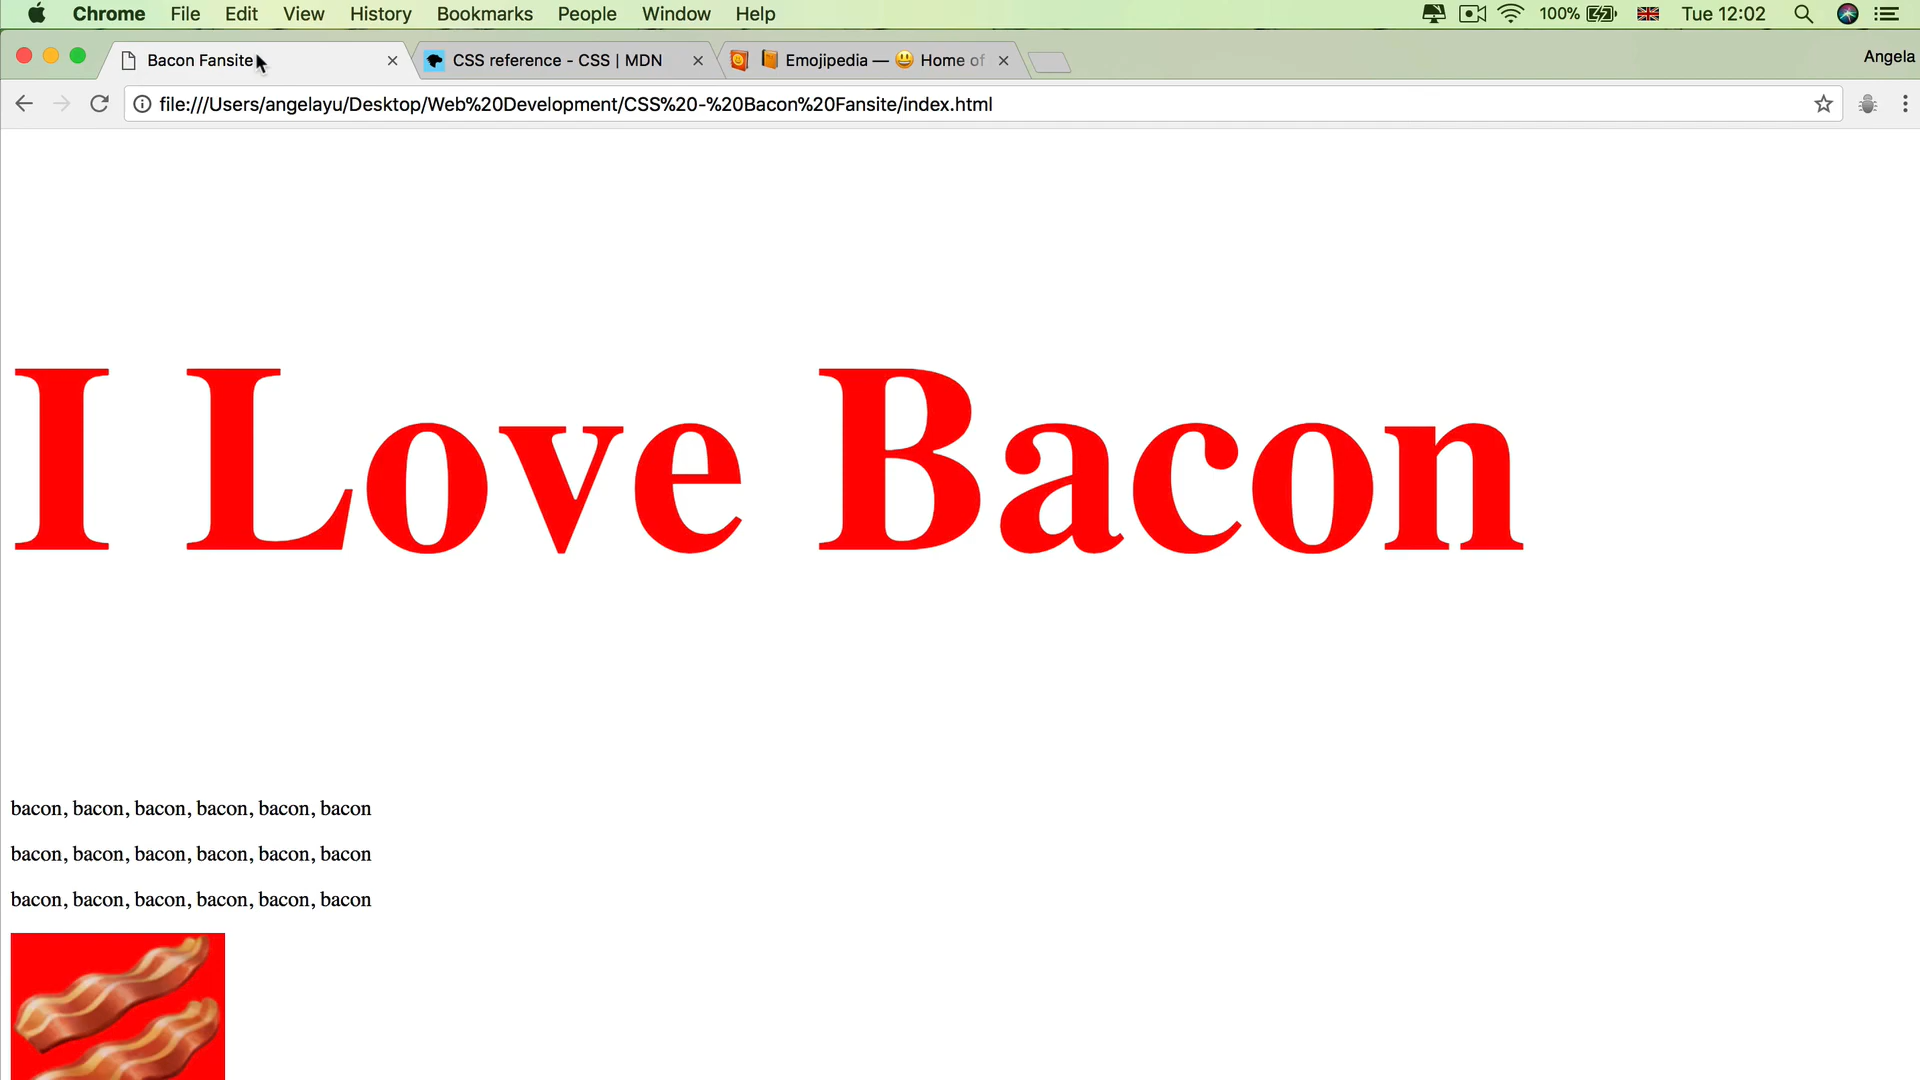 Chrome File Edit View History Bookmarks People Window Help 100% Tue 12:02
Bacon Fansite CSS reference - CSS | MDN Emojipedia — 😃 Home of Angela
file:///Users/angelayu/Desktop/Web%20Development/CSS%20-%20Bacon%20Fansite/index.html
I Love Bacon
bacon, bacon, bacon, bacon, bacon, bacon
bacon, bacon, bacon, bacon, bacon, bacon
bacon, bacon, bacon, bacon, bacon, bacon